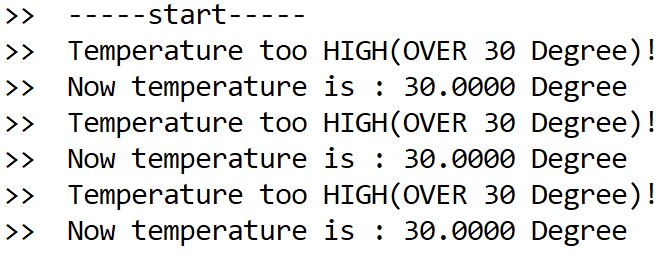 >>  -----start-----
>>  Temperature too HIGH(OVER 30 Degree)!
>>  Now temperature is : 30.0000 Degree
>>  Temperature too HIGH(OVER 30 Degree)!
>>  Now temperature is : 30.0000 Degree
>>  Temperature too HIGH(OVER 30 Degree)!
>>  Now temperature is : 30.0000 Degree